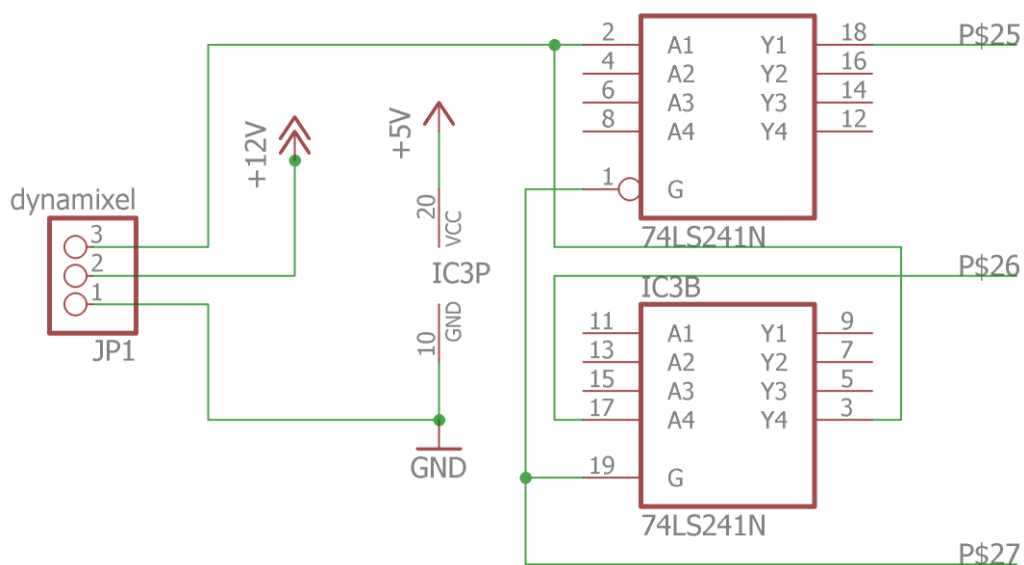 2 A1 Y1 18 P$25
4 A2 Y2 16
6 A3 Y3 14
8 A4 Y4 12
1 G
74LS241N
+12V
+5V
dynamixel
3
2
1
JP1
20 VCC
IC3P
10 GND
GND
P$26
IC3B
11 A1 Y1 9
13 A2 Y2 7
15 A3 Y3 5
17 A4 Y4 3
19 G
74LS241N
P$27